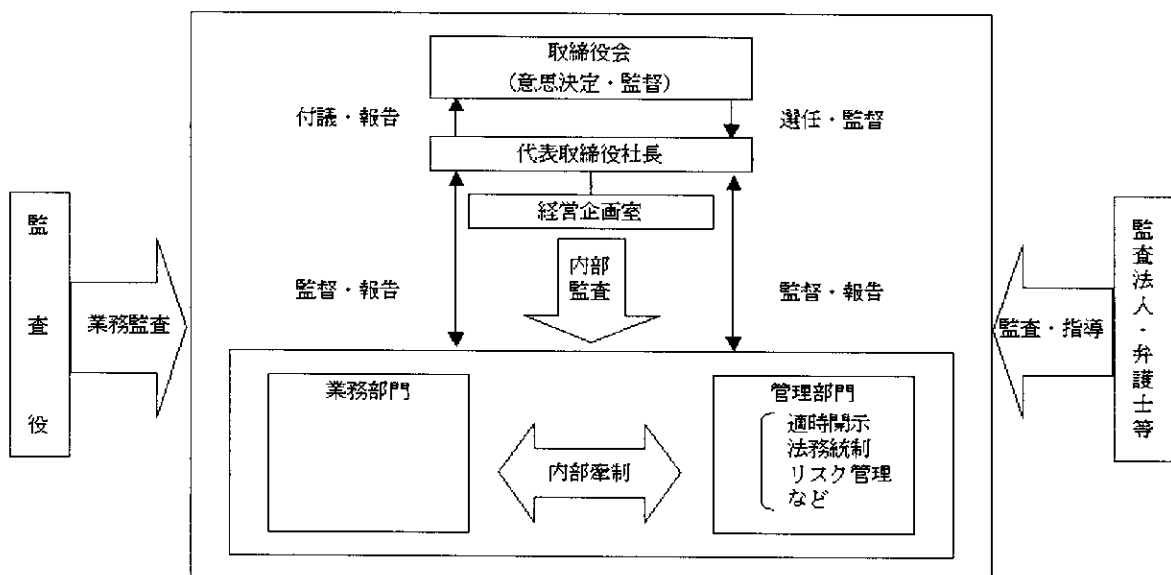 取締役会
(意思決定・監督)
付議・報告
選任・監督
代表取締役社長
経営企画室
監査役
業務監査
監督・報告
内部
監査
監督・報告
監査・指導
監査法人・弁護士等
業務部門
管理部門
適時開示
法務統制
リスク管理
など
内部牽制